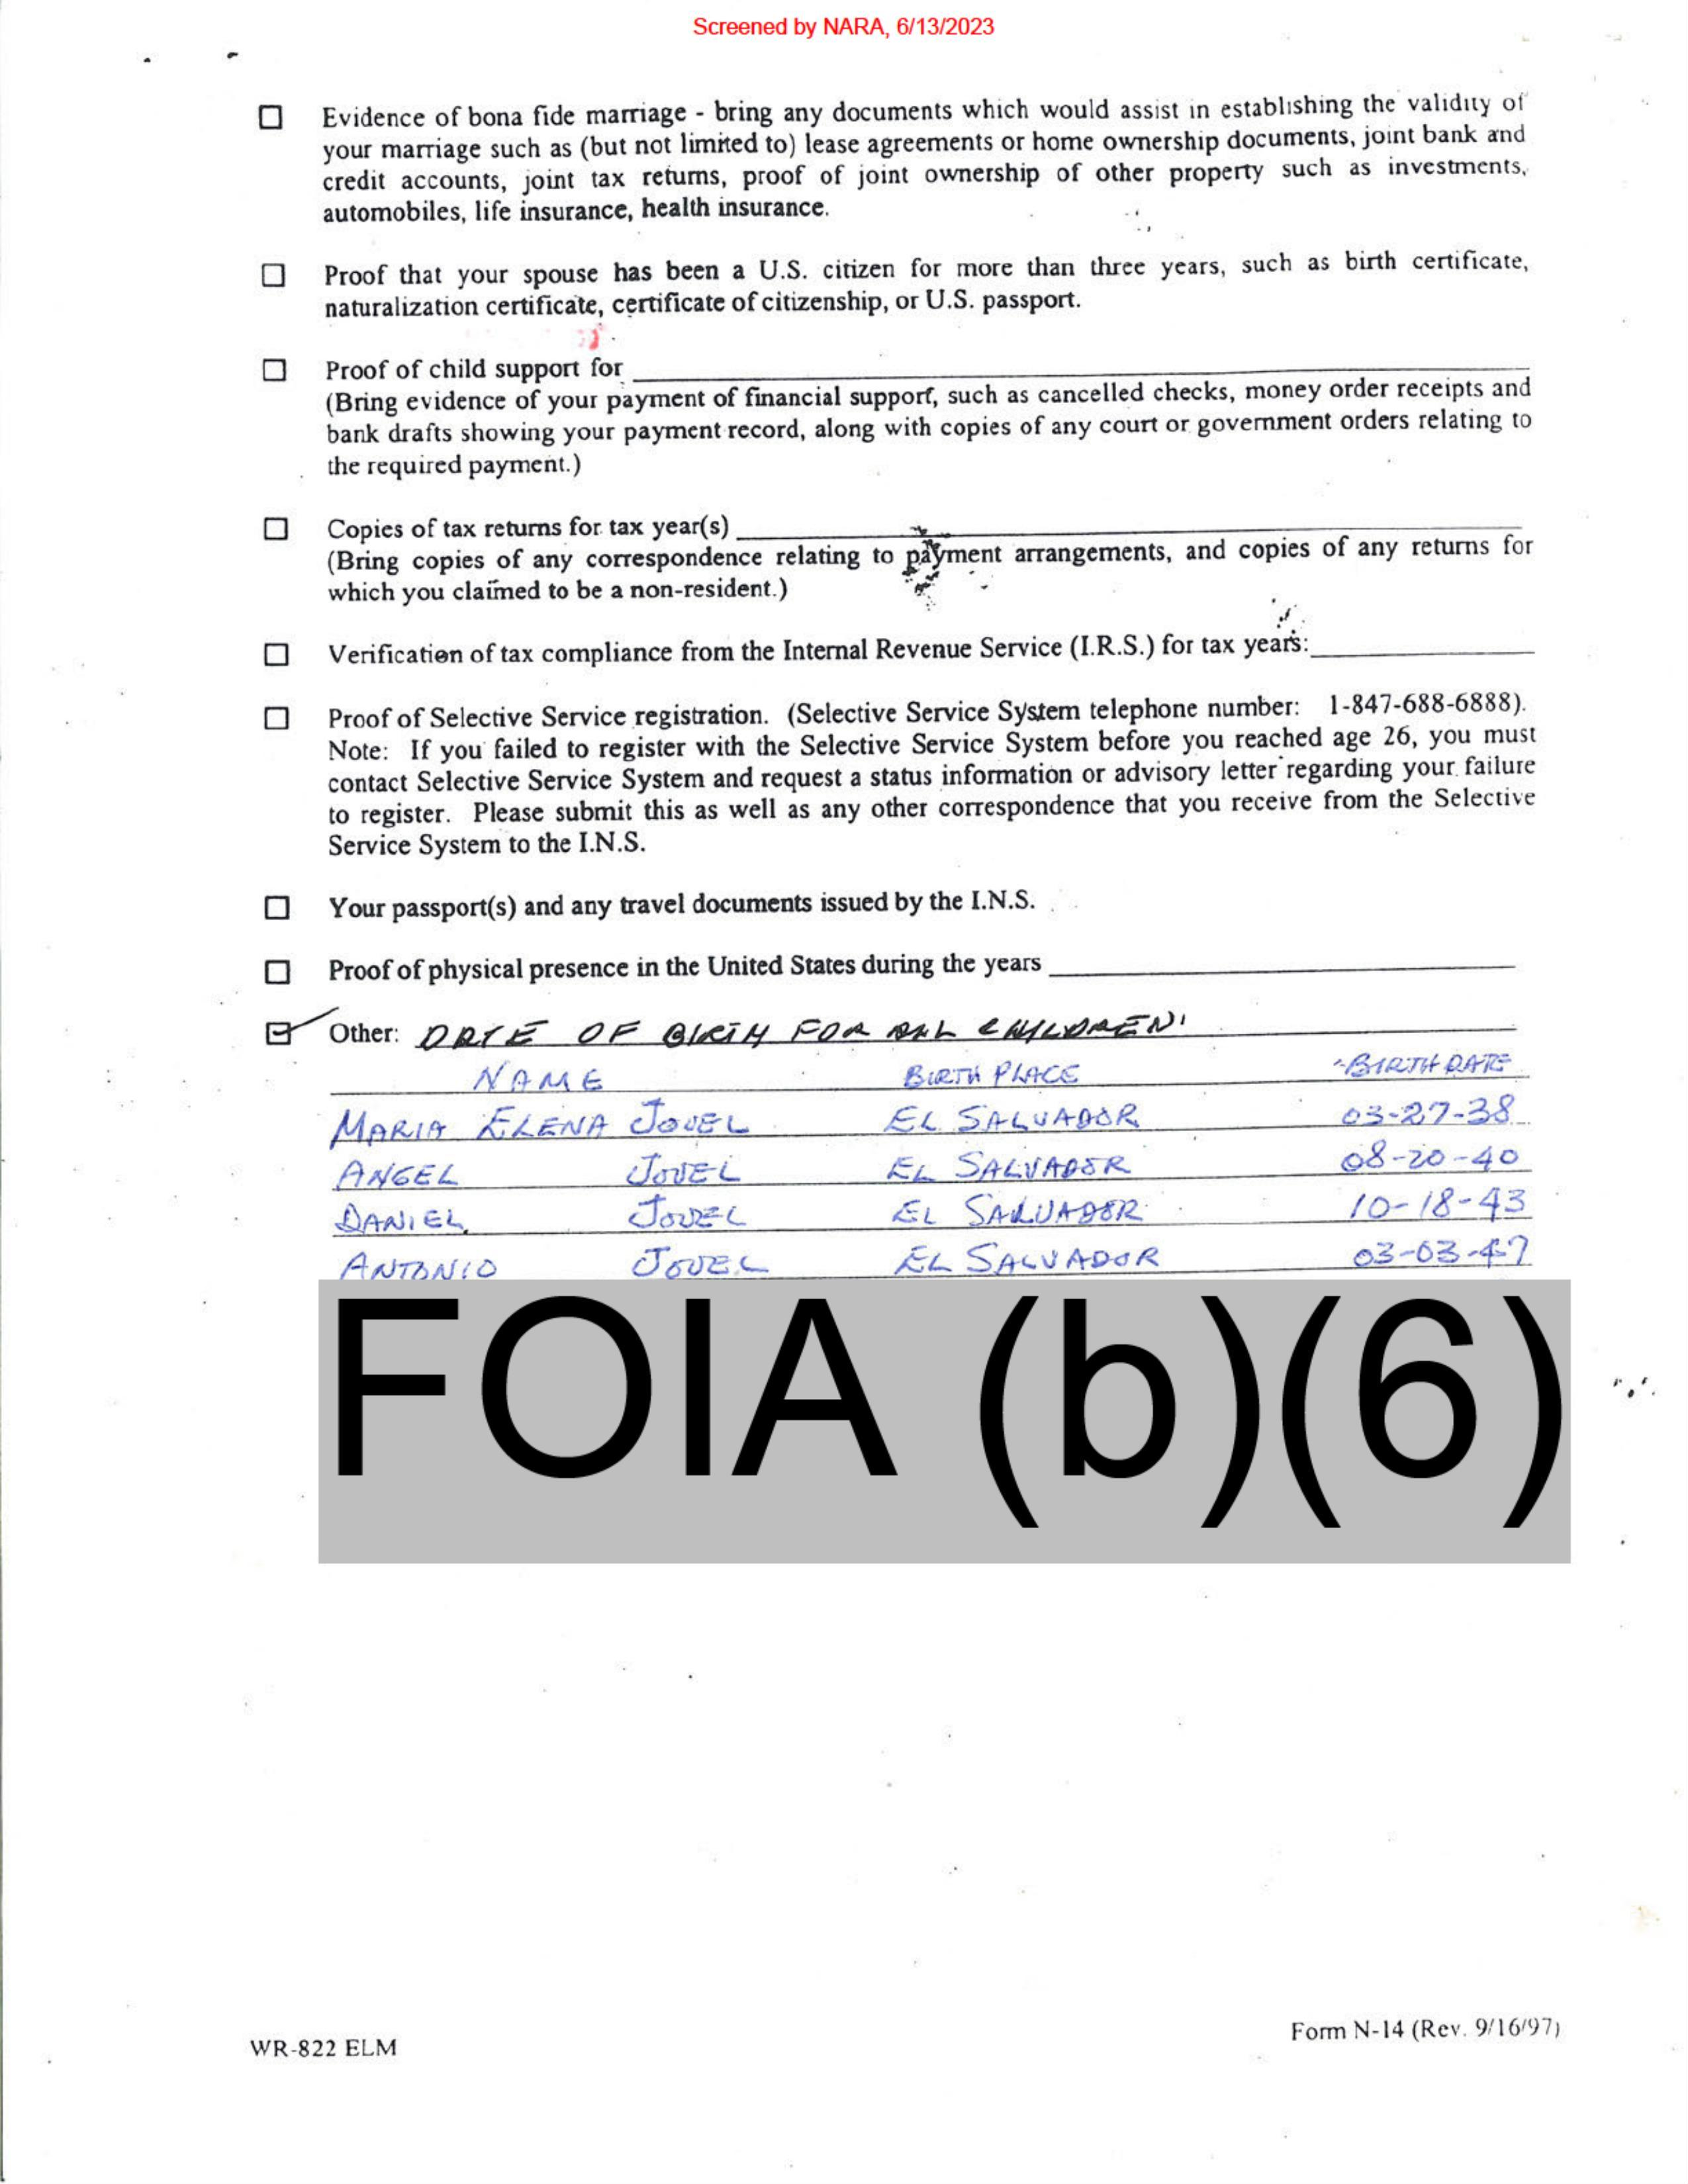 Screened by NARA, 6/13/2023
☐ Evidence of bona fide marriage - bring any documents which would assist in establishing the validity of
your marriage such as (but not limited to) lease agreements or home ownership documents, joint bank and
credit accounts, joint tax returns, proof of joint ownership of other property such as investments,
automobiles, life insurance, health insurance.
☐ Proof that your spouse has been a U.S. citizen for more than three years, such as birth certificate,
naturalization certificate, certificate of citizenship, or U.S. passport.
☐ Proof of child support for
(Bring evidence of your payment of financial support, such as cancelled checks, money order receipts and
bank drafts showing your payment record, along with copies of any court or government orders relating to
the required payment.)
☐ Copies of tax returns for tax year(s)
(Bring copies of any correspondence relating to payment arrangements, and copies of any returns for
which you claimed to be a non-resident.)
☐ Verification of tax compliance from the Internal Revenue Service (I.R.S.) for tax years:
☐ Proof of Selective Service registration. (Selective Service System telephone number: 1-847-688-6888).
Note: If you failed to register with the Selective Service System before you reached age 26, you must
contact Selective Service System and request a status information or advisory letter regarding your failure
to register. Please submit this as well as any other correspondence that you receive from the Selective
Service System to the I.N.S.
☐ Your passport(s) and any travel documents issued by the I.N.S.
☐ Proof of physical presence in the United States during the years
☑ Other: DATE OF BIRTH FOR ALL CHILDREN
NAME BIRTH PLACE BIRTH DATE
MARIA ELENA JOVEL EL SALVADOR 03-27-38
ANGEL JOVEL EL SALVADOR 08-20-40
DANIEL JOVEL EL SALVADOR 10-18-43
ANTONIO JOVEL EL SALVADOR 03-03-47
FOIA (b)(6)
WR-822 ELM
Form N-14 (Rev. 9/16/97)